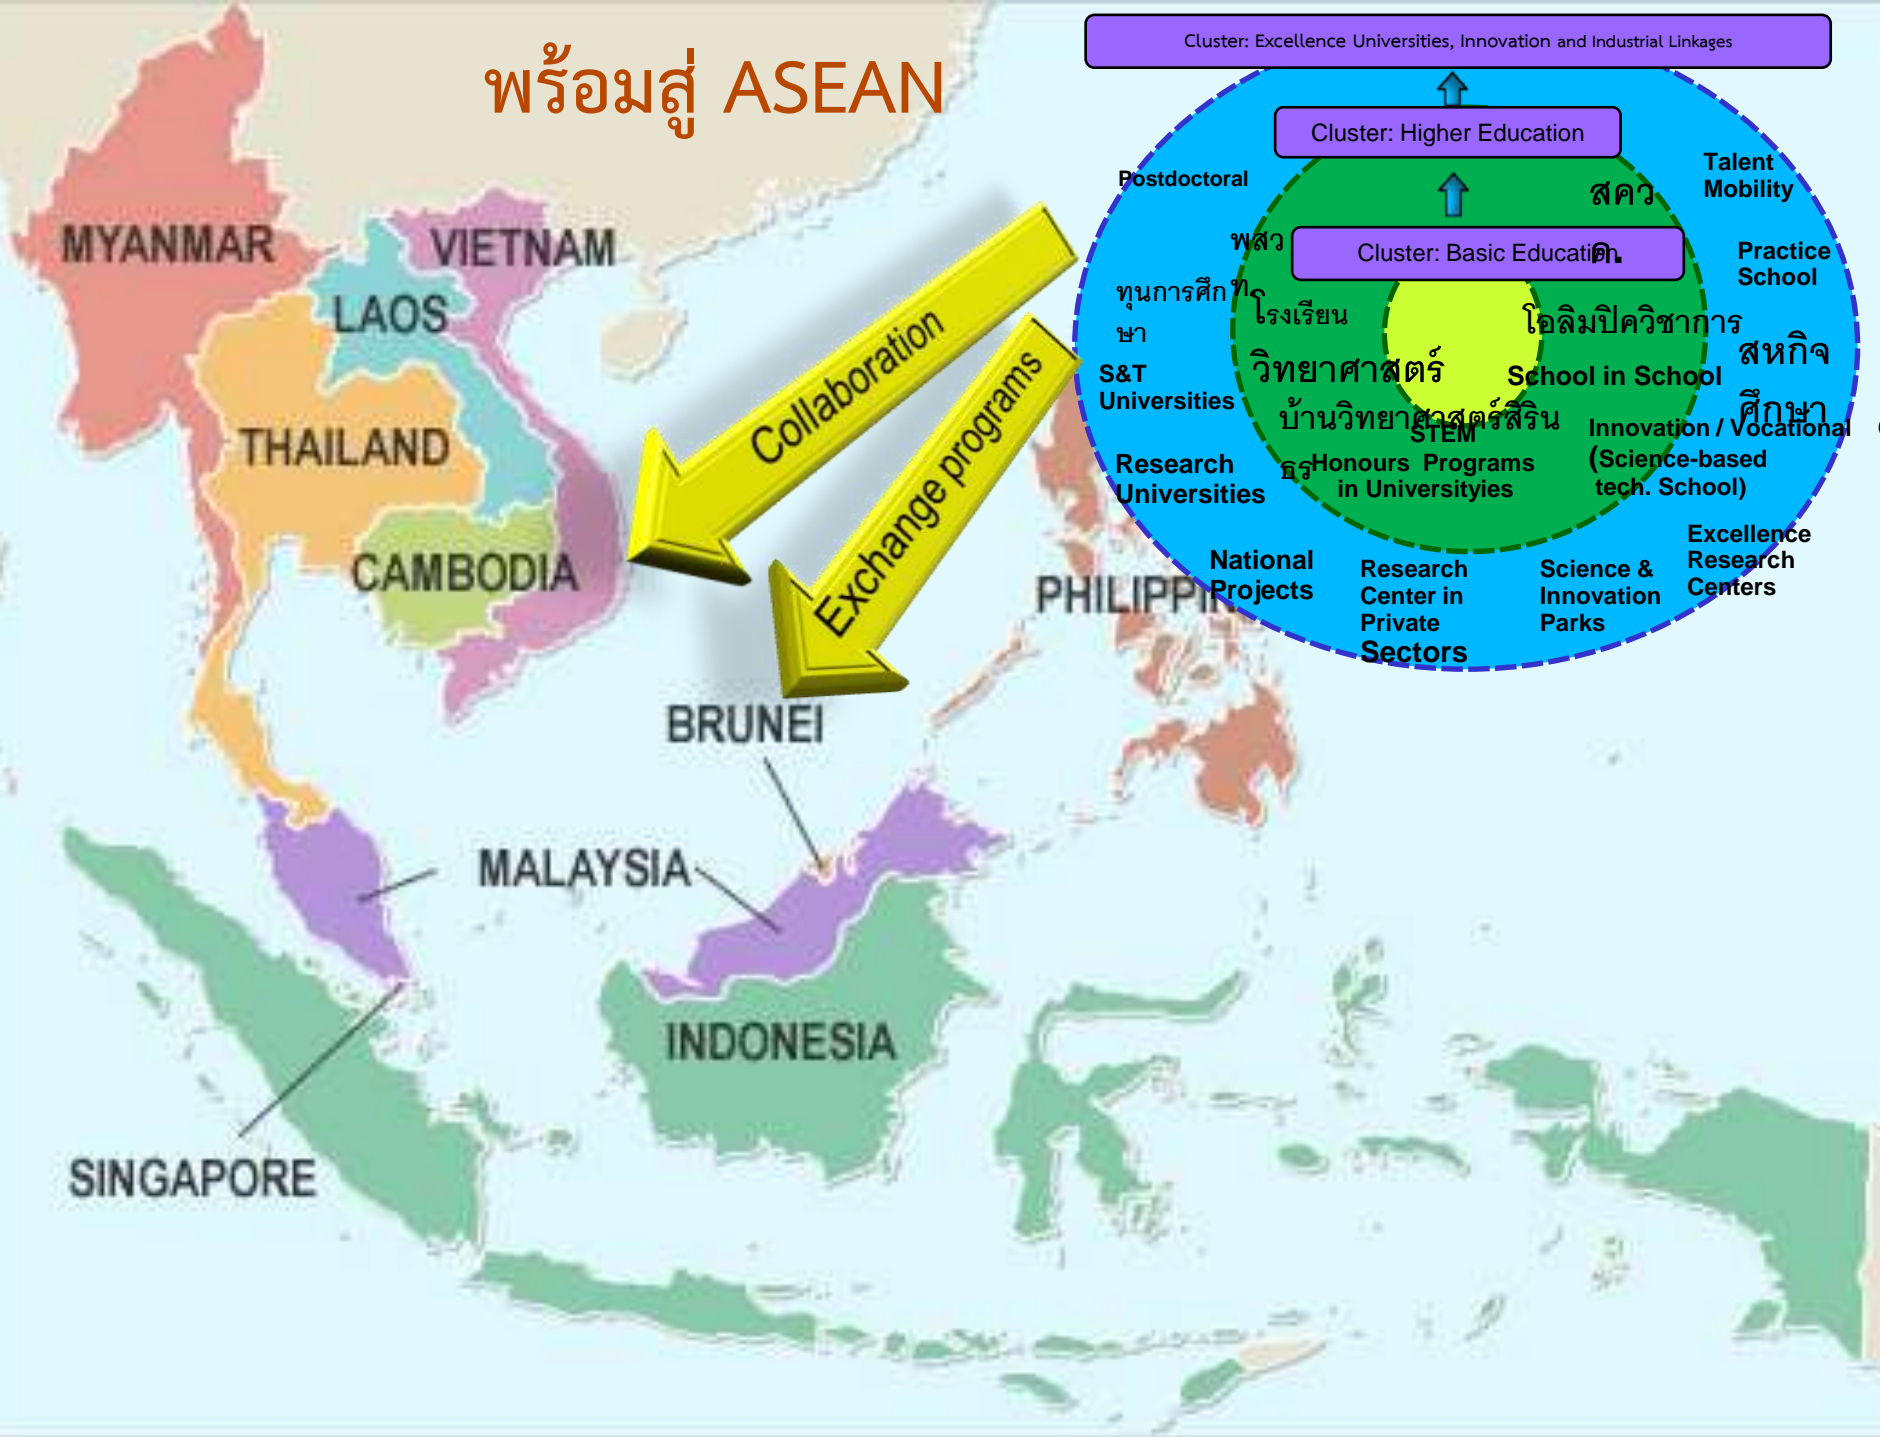 พร้อมสู่ ASEAN
Cluster: Excellence Universities, Innovation and Industrial Linkages
Cluster: Higher Education
Cluster: Basic Education
Postdoctoral
Talent
Mobility
สคว
ค.
พสว
ท
Practice
School
ทุนการศึก
ษา
โรงเรียน
วิทยาศาสตร์
โอลิมปิควิชาการ
สหกิจ
ศึกษา
S&T
Universities
School in School
บ้านวิทยาศาสตร์สิริน
ธร
STEM
Honours Programs
in Universityies
Innovation / Vocational
(Science-based
tech. School)
Research
Universities
Excellence
Research
Centers
National
Projects
Research
Center in
Private
Sectors
Science &
Innovation
Parks
Collaboration
Exchange programs
MYANMAR
VIETNAM
LAOS
THAILAND
CAMBODIA
PHILIPPIN
BRUNEI
MALAYSIA
INDONESIA
SINGAPORE